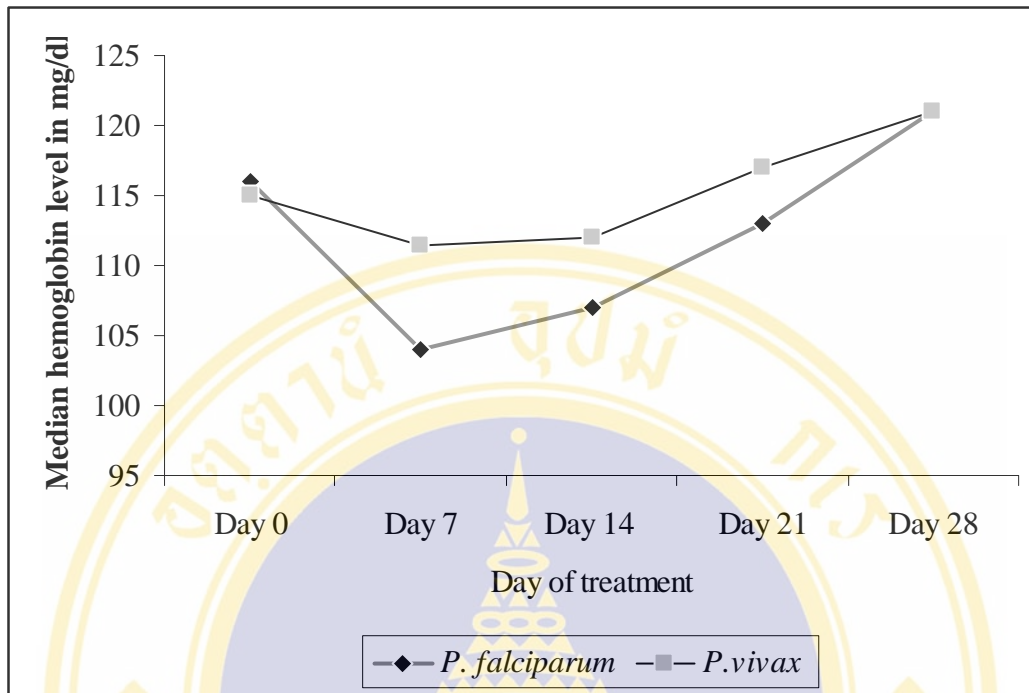 Median hemoglobin level in mg/dl
125
120
115
110
105
100
95
Day 0 Day 7 Day 14 Day 21 Day 28
Day of treatment
P. falciparum P.vivax